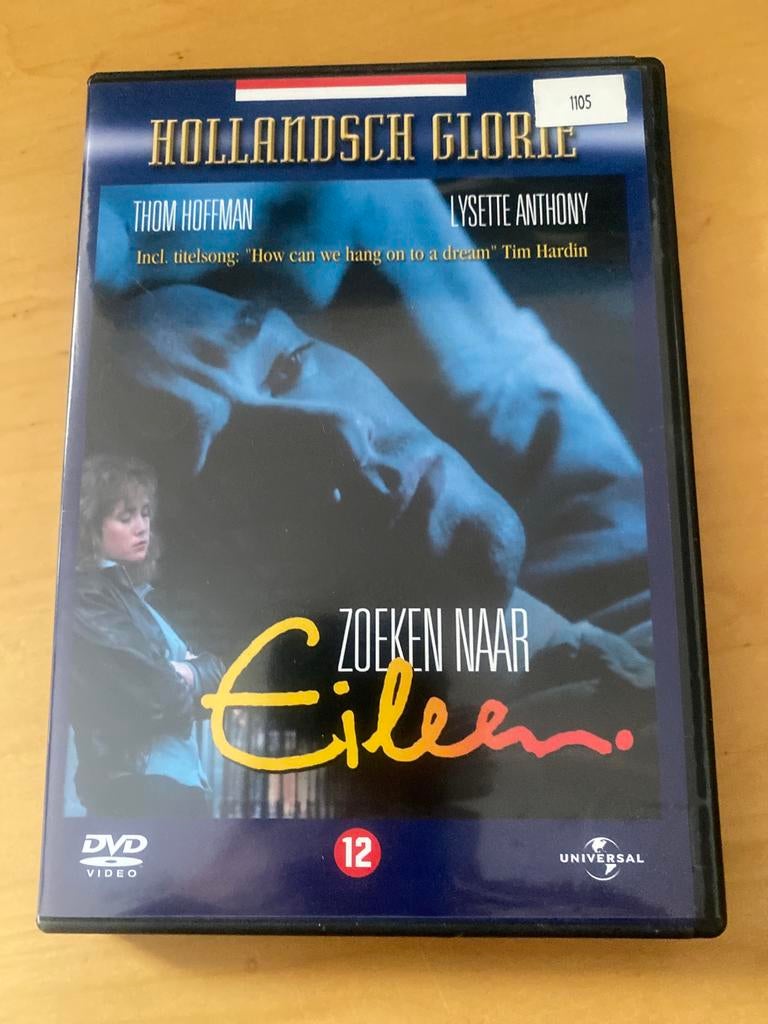 1105
HOLLANDSCH GLORIE
THOM HOFFMAN LYSETTE ANTHONY
Incl. titelsong: "How can we hang on to a dream" Tim Hardin
ZOEKEN NAAR
Eileen.
DVD
VIDEO
12
UNIVERSAL